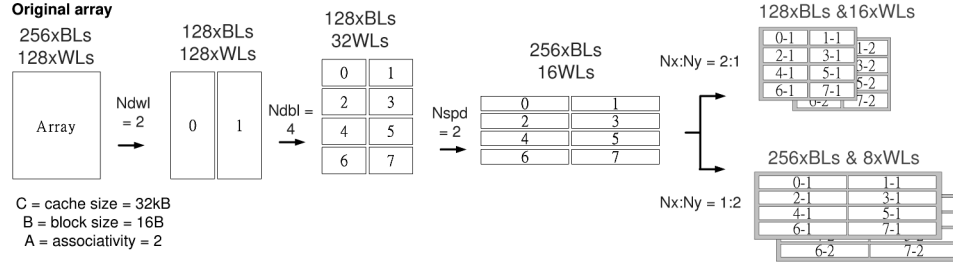 Original array
256xBLs
128xWLs
Array
Ndwl
= 2
128xBLs
128xWLs
0 1
Ndbl =
4
128xBLs
32WLs
0 1
2 3
4 5
6 7
Nspd
= 2
256xBLs
16WLs
0 1
2 3
4 5
6 7
Nx:Ny = 2:1
128xBLs &16xWLs
0-1 1-1
2-1 3-1
4-1 5-1
6-1 7-1
1-2
3-2
5-2
6-2 7-2
Nx:Ny = 1:2
256xBLs & 8xWLs
0-1 1-1
2-1 3-1
4-1 5-1
6-1 7-1
6-2 7-2
C = cache size = 32kB
B = block size = 16B
A = associativity = 2